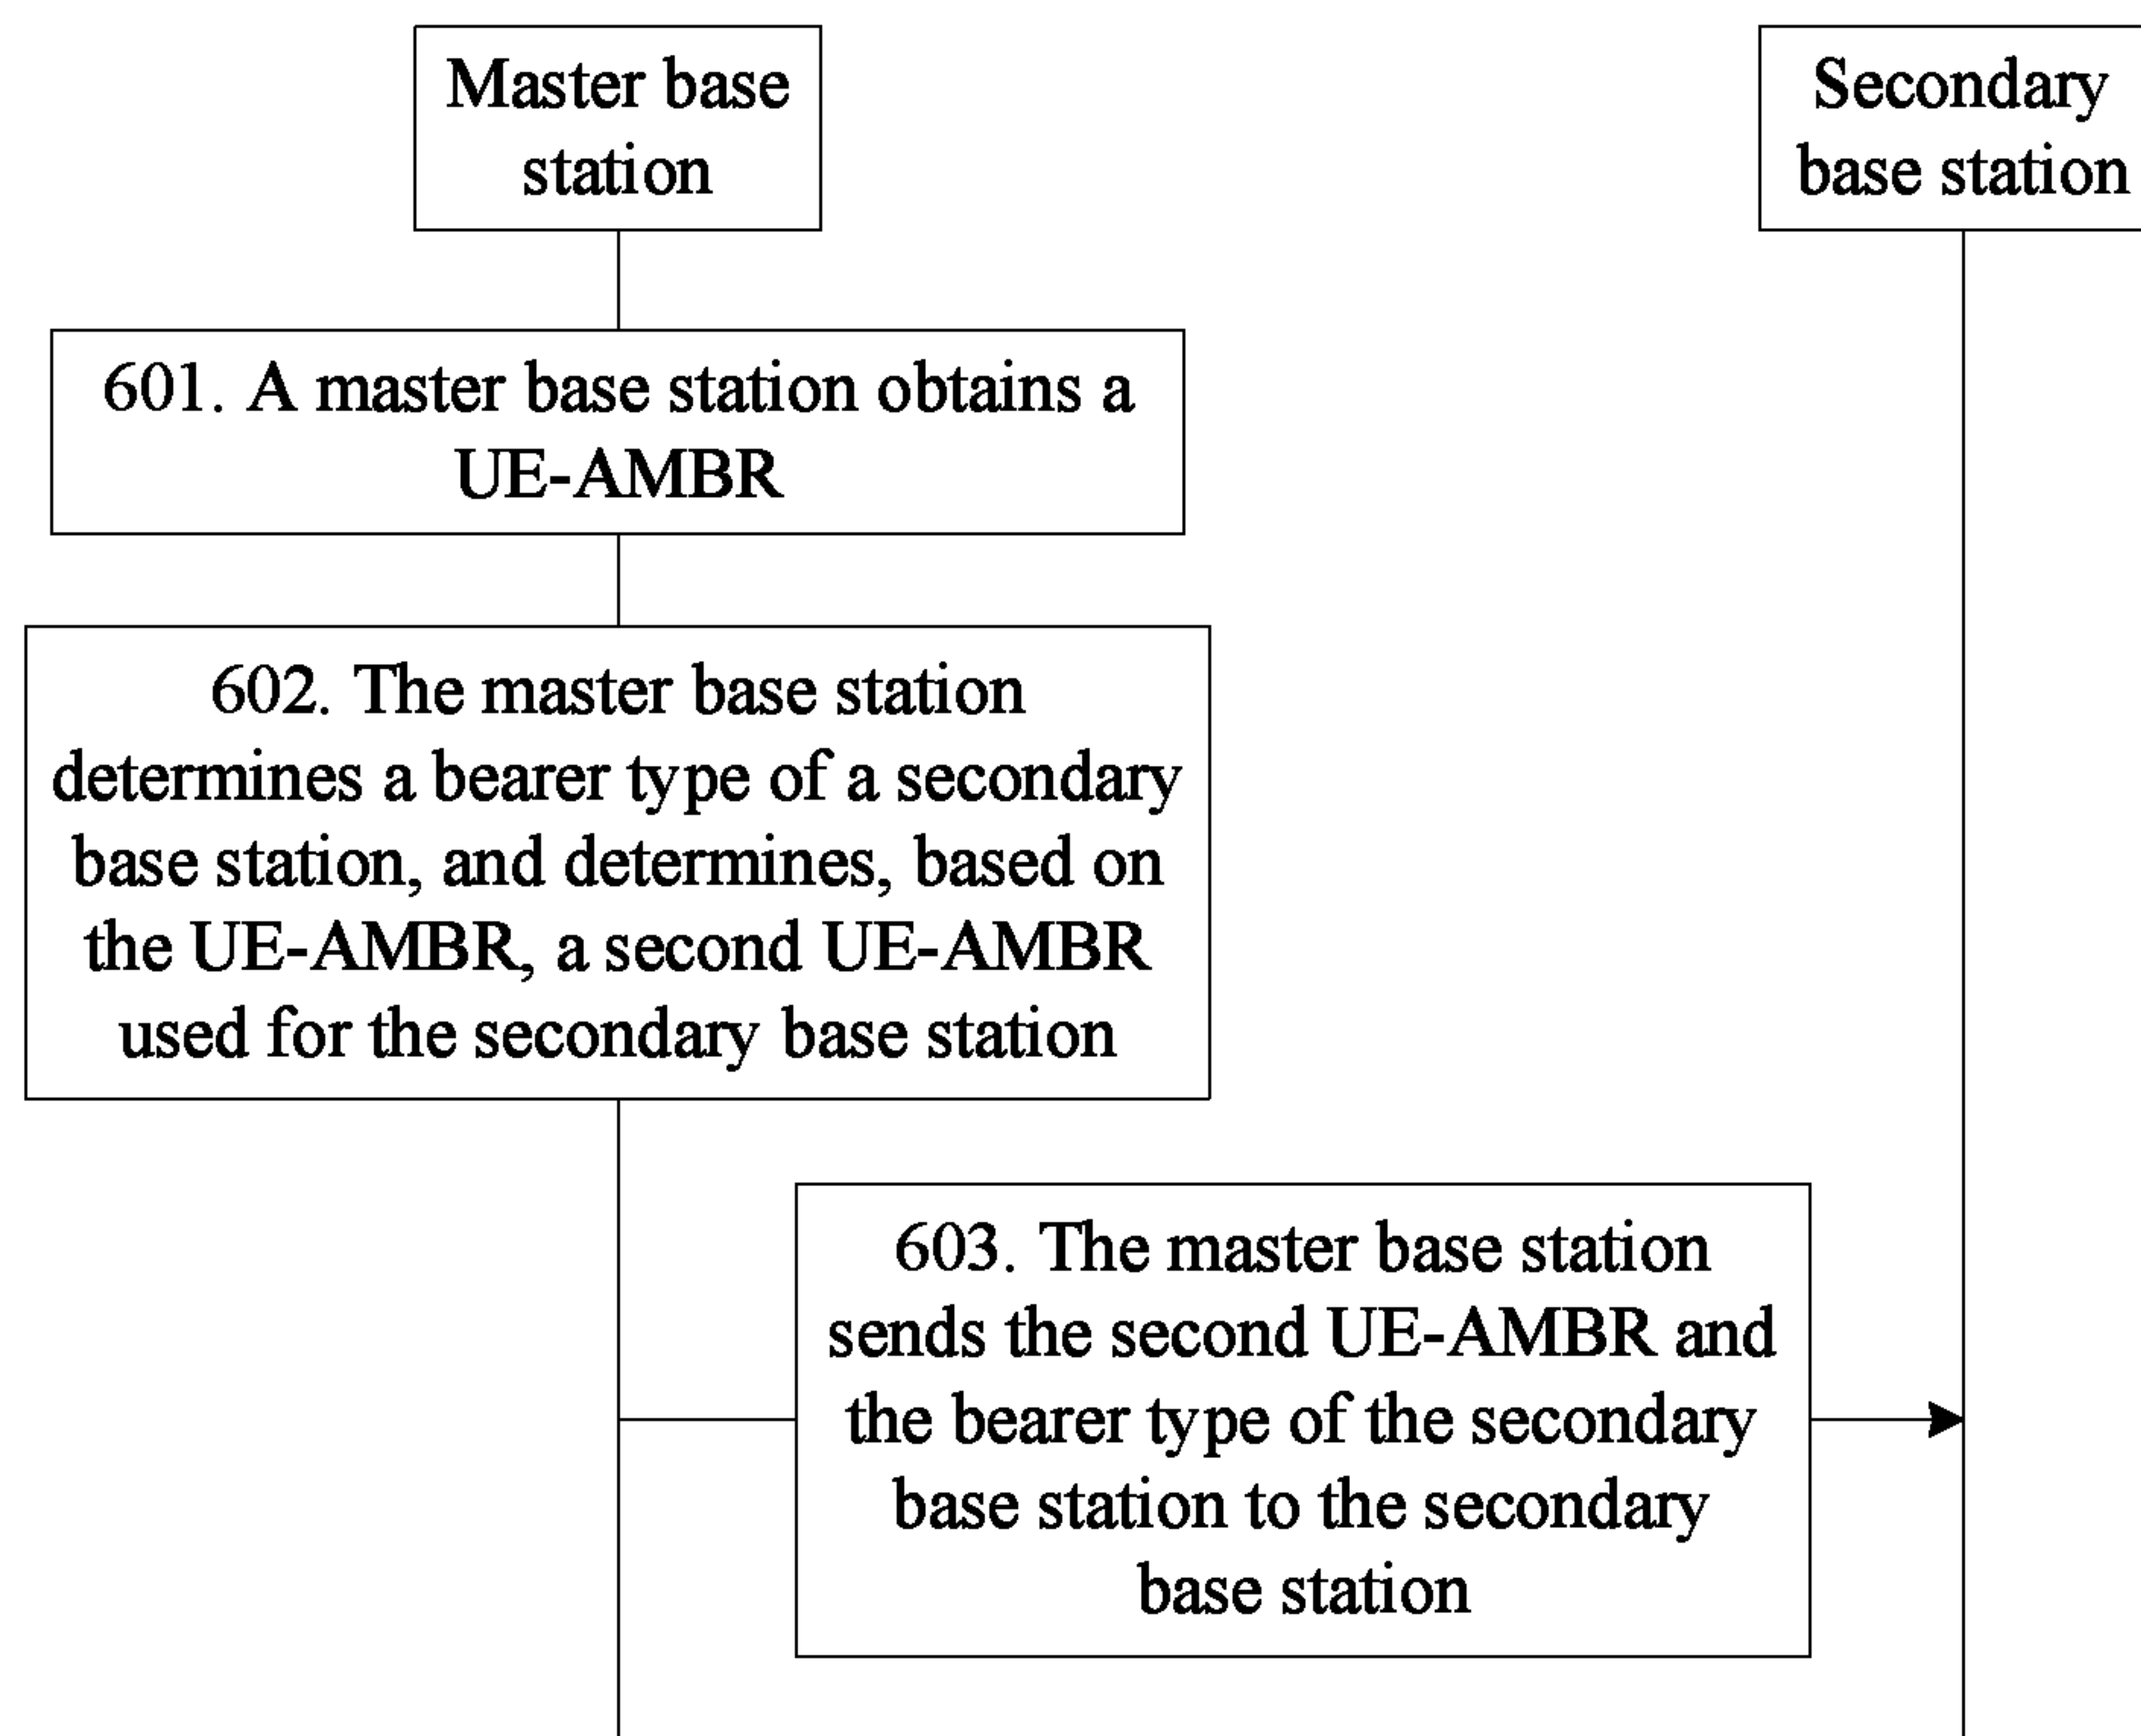 Master base
station
Secondary
base station
601. A master base station obtains a
UE-AMBR
602. The master base station
determines a bearer type of a secondary
base station, and determines, based on
the UE-AMBR, a second UE-AMBR
used for the secondary base station
603. The master base station
sends the second UE-AMBR and
the bearer type of the secondary
base station to the secondary
base station